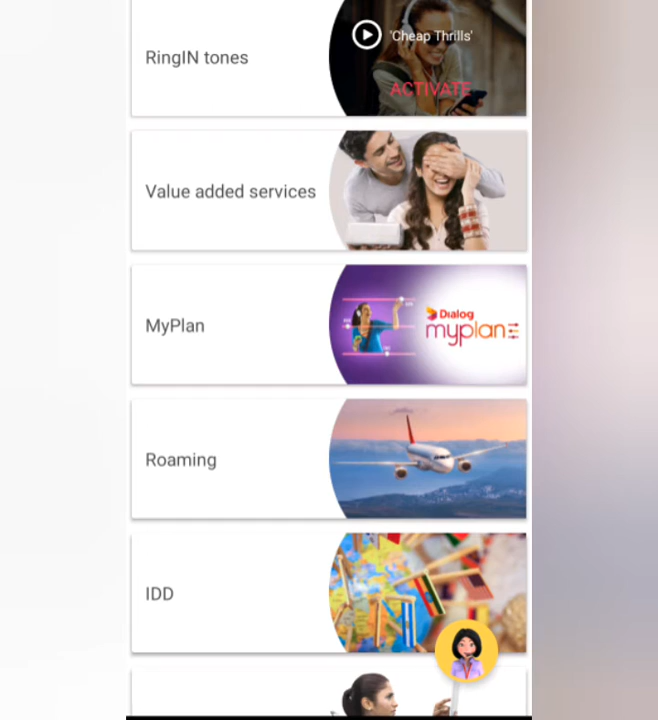 RingIN tones
'Cheap Thrills'
ACTIVATE
Value added services
MyPlan
Dialog
myplan
Roaming
IDD